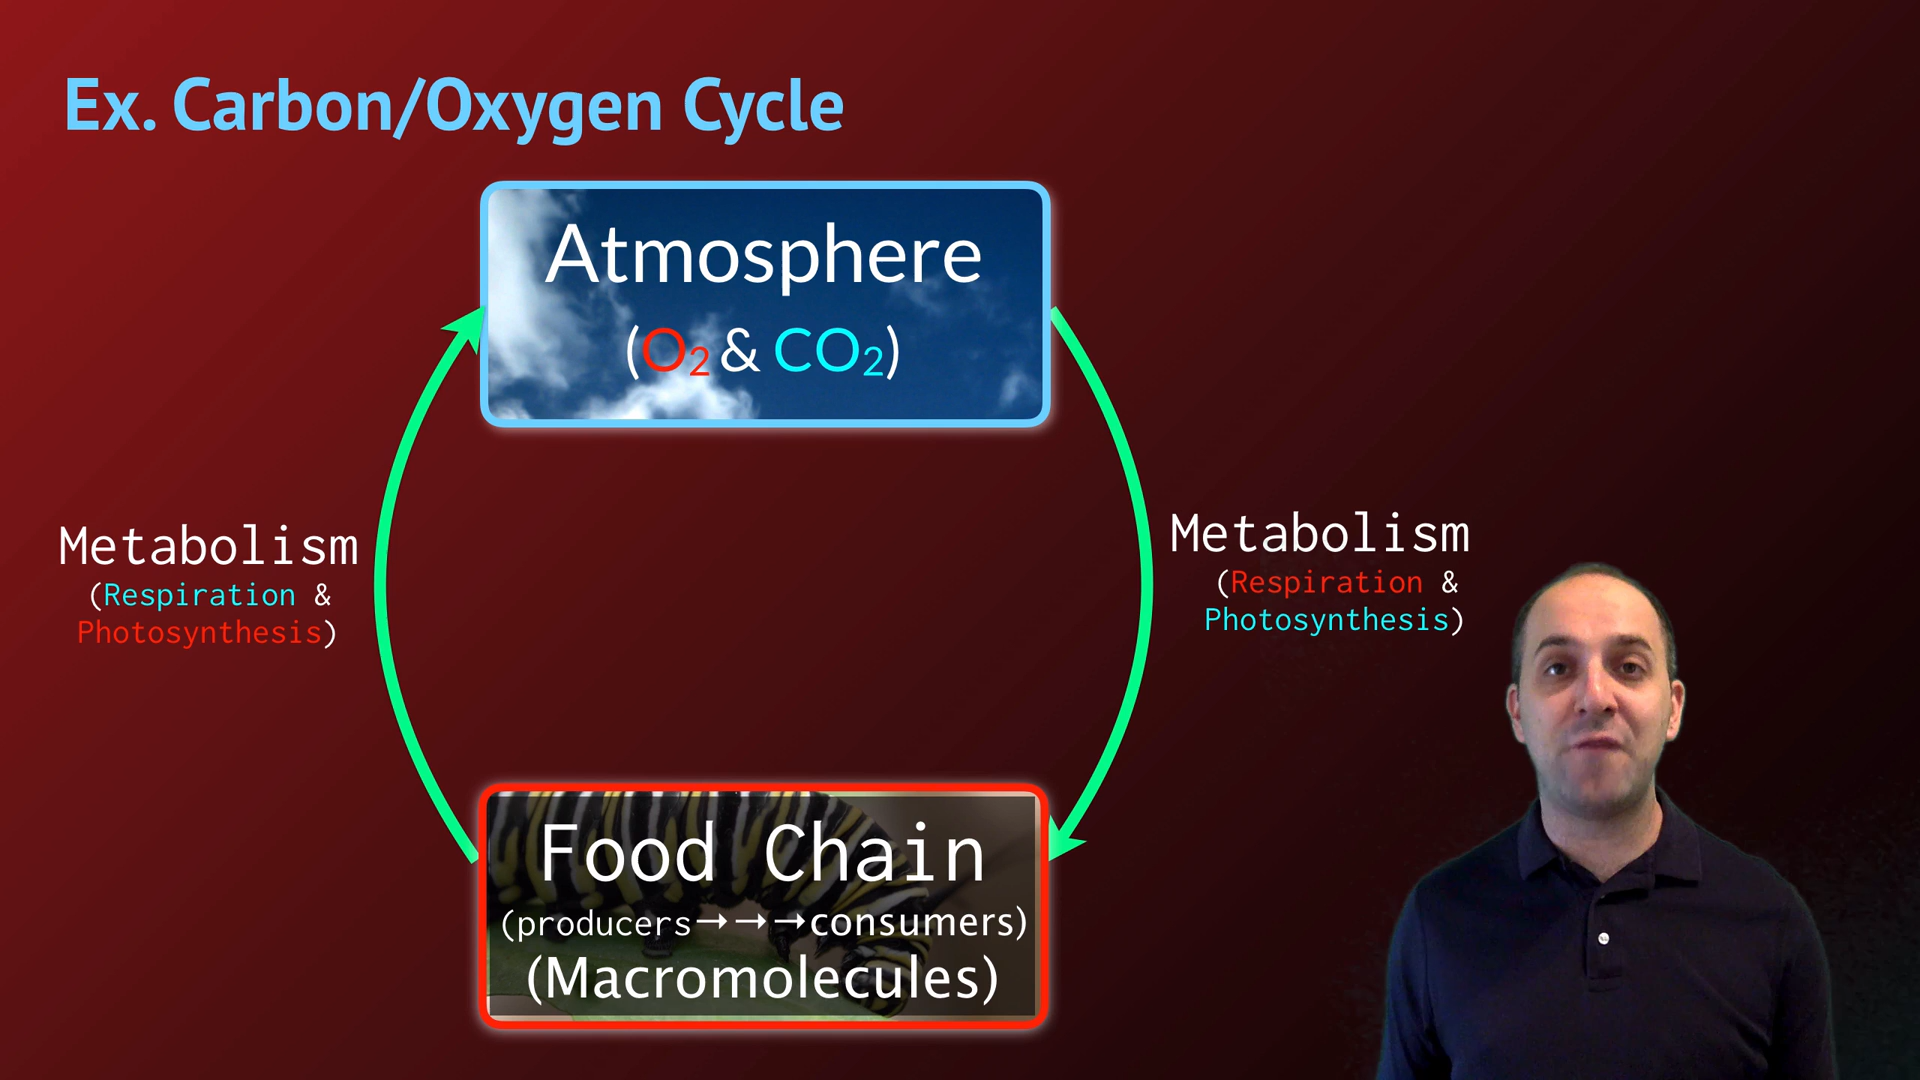 Ex. Carbon/Oxygen Cycle
Atmosphere
(O₂ & CO₂)
Metabolism
(Respiration &
Photosynthesis)
Metabolism
(Respiration &
Photosynthesis)
Food Chain
(producers→→→consumers)
(Macromolecules)